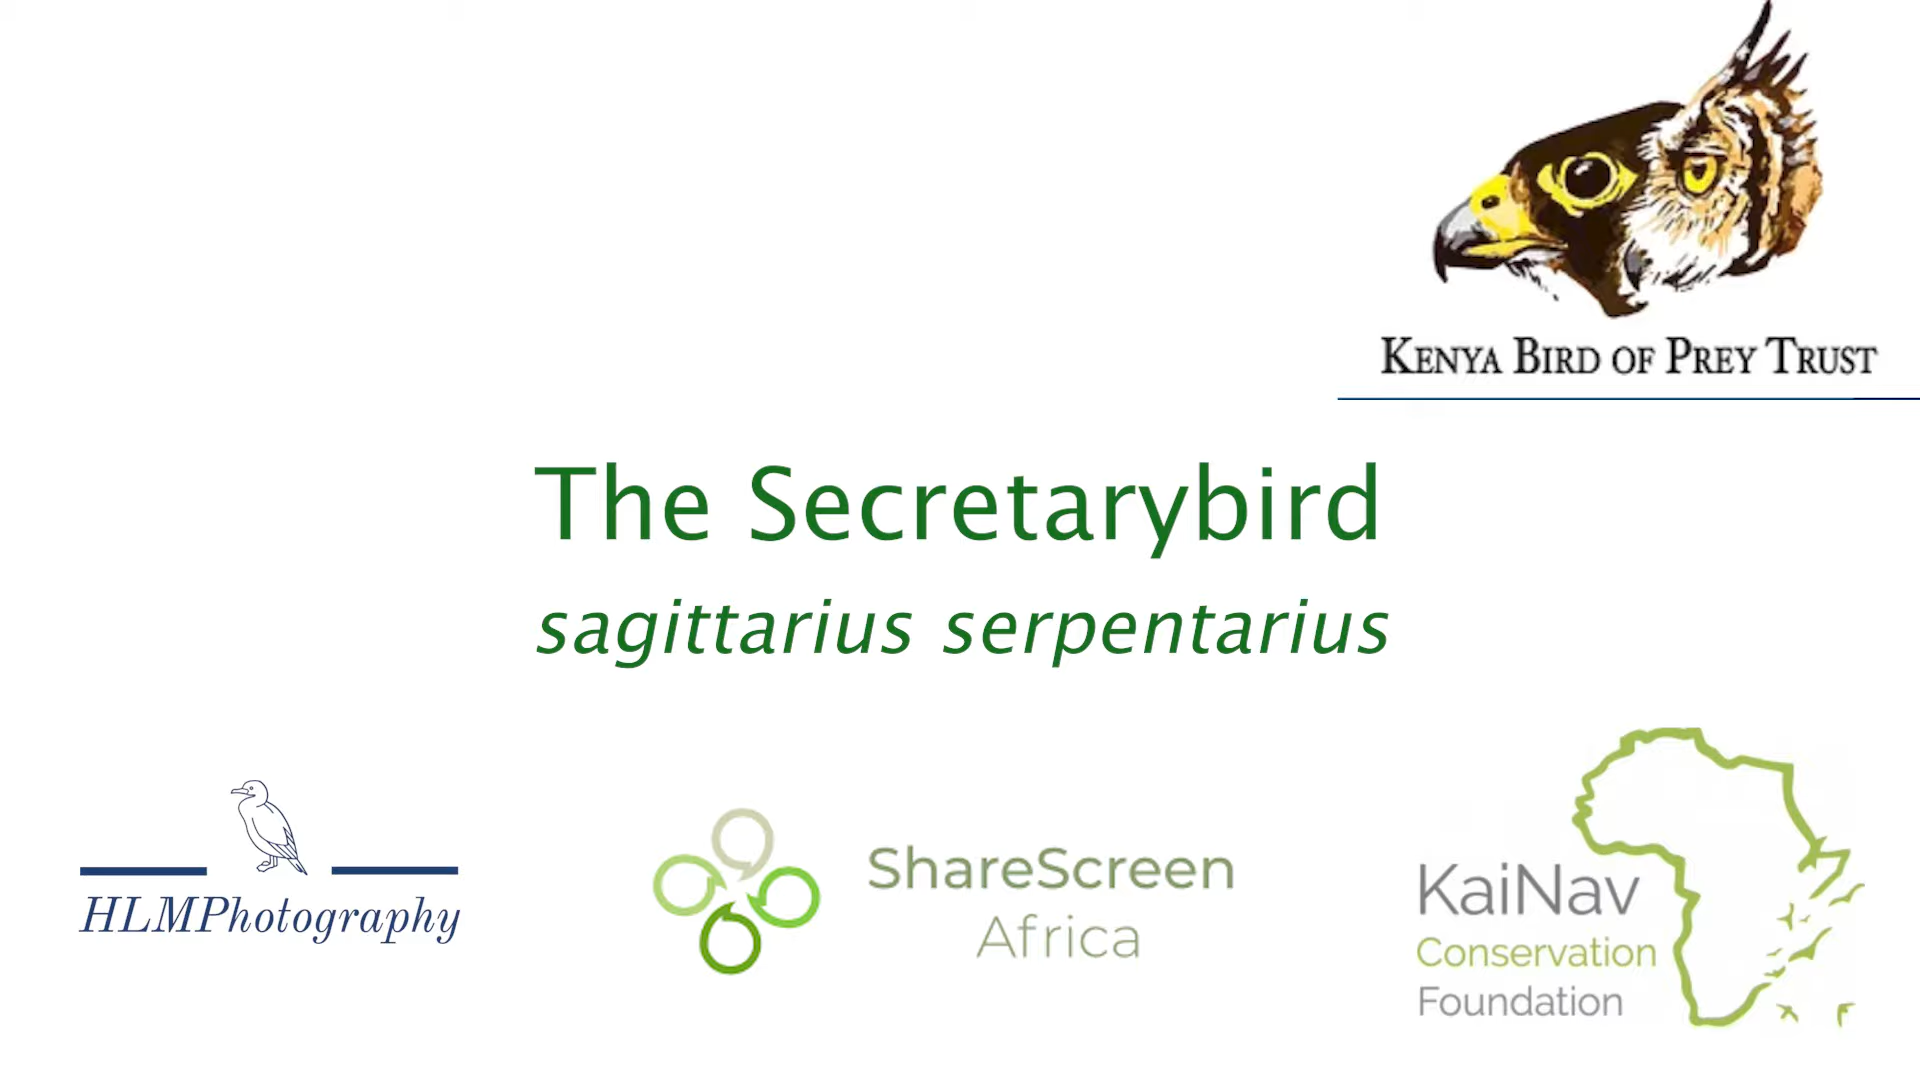 KENYA BIRD OF PREY TRUST
The Secretarybird
sagittarius serpentarius
HLMPhotography
ShareScreen
Africa
KaiNav
Conservation
Foundation